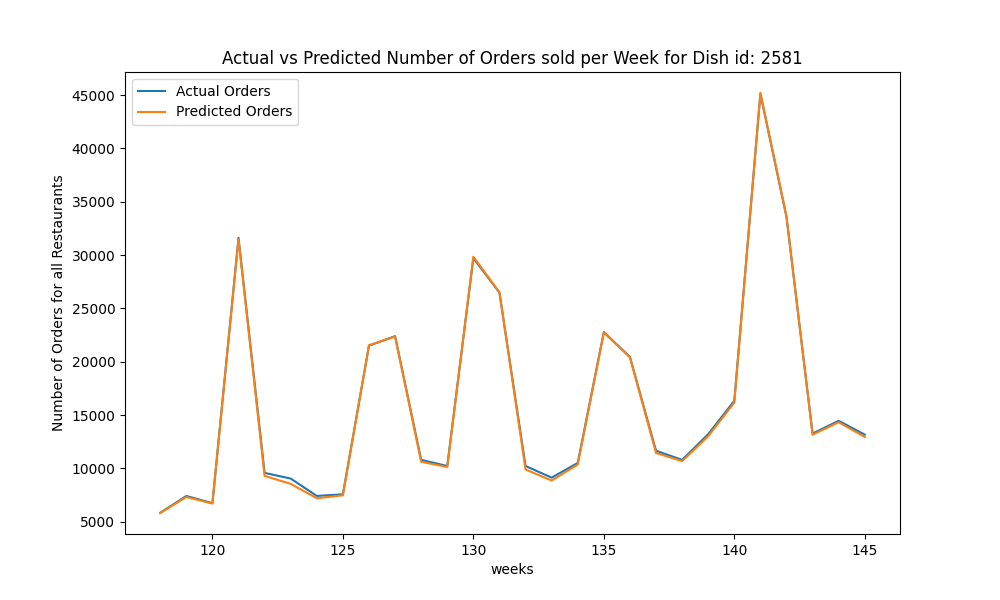 Actual vs Predicted Number of Orders sold per Week for Dish id: 2581
Actual Orders
Predicted Orders
Number of Orders for all Restaurants
45000
40000
35000
30000
25000
20000
15000
10000
5000
120 125 130 135 140 145
weeks